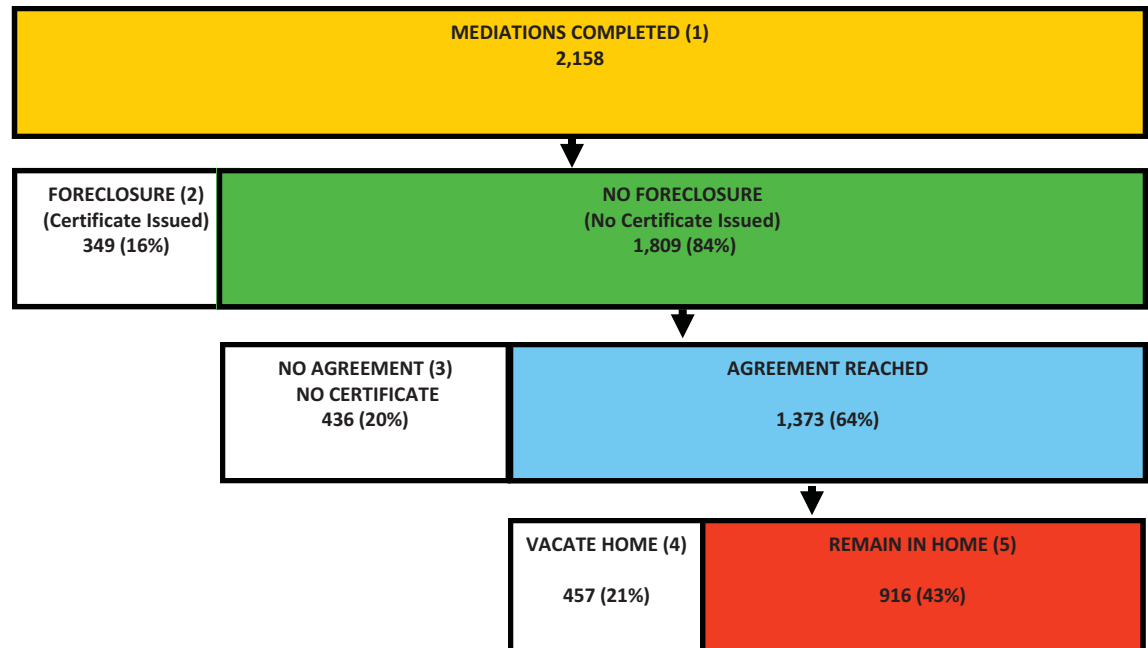 MEDIATIONS COMPLETED (1)
2,158
FORECLOSURE (2)
(Certificate Issued)
349 (16%)
NO FORECLOSURE
(No Certificate Issued)
1,809 (84%)
NO AGREEMENT (3)
NO CERTIFICATE
436 (20%)
AGREEMENT REACHED
1,373 (64%)
VACATE HOME (4)
457 (21%)
REMAIN IN HOME (5)
916 (43%)